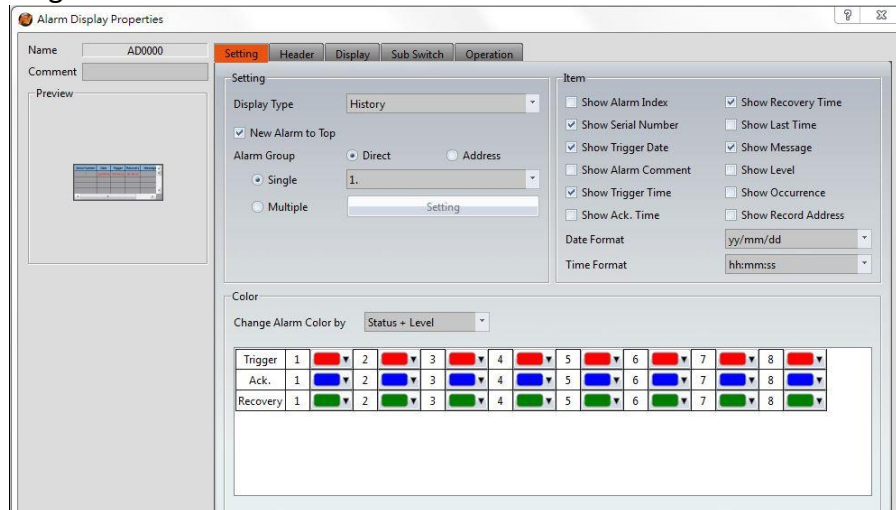 Alarm Display Properties
Name AD0000
Comment
Preview
Setting Header Display Sub Switch Operation
Setting
Display Type History
New Alarm to Top
Alarm Group Direct Address
Single 1.
Multiple Setting
Item
Show Alarm Index Show Recovery Time
Show Serial Number Show Last Time
Show Trigger Date Show Message
Show Alarm Comment Show Level
Show Trigger Time Show Occurrence
Show Ack. Time Show Record Address
Date Format yy/mm/dd
Time Format hh:mm:ss
Color
Change Alarm Color by Status + Level
Trigger 1 2 3 4 5 6 7 8
Ack. 1 2 3 4 5 6 7 8
Recovery 1 2 3 4 5 6 7 8